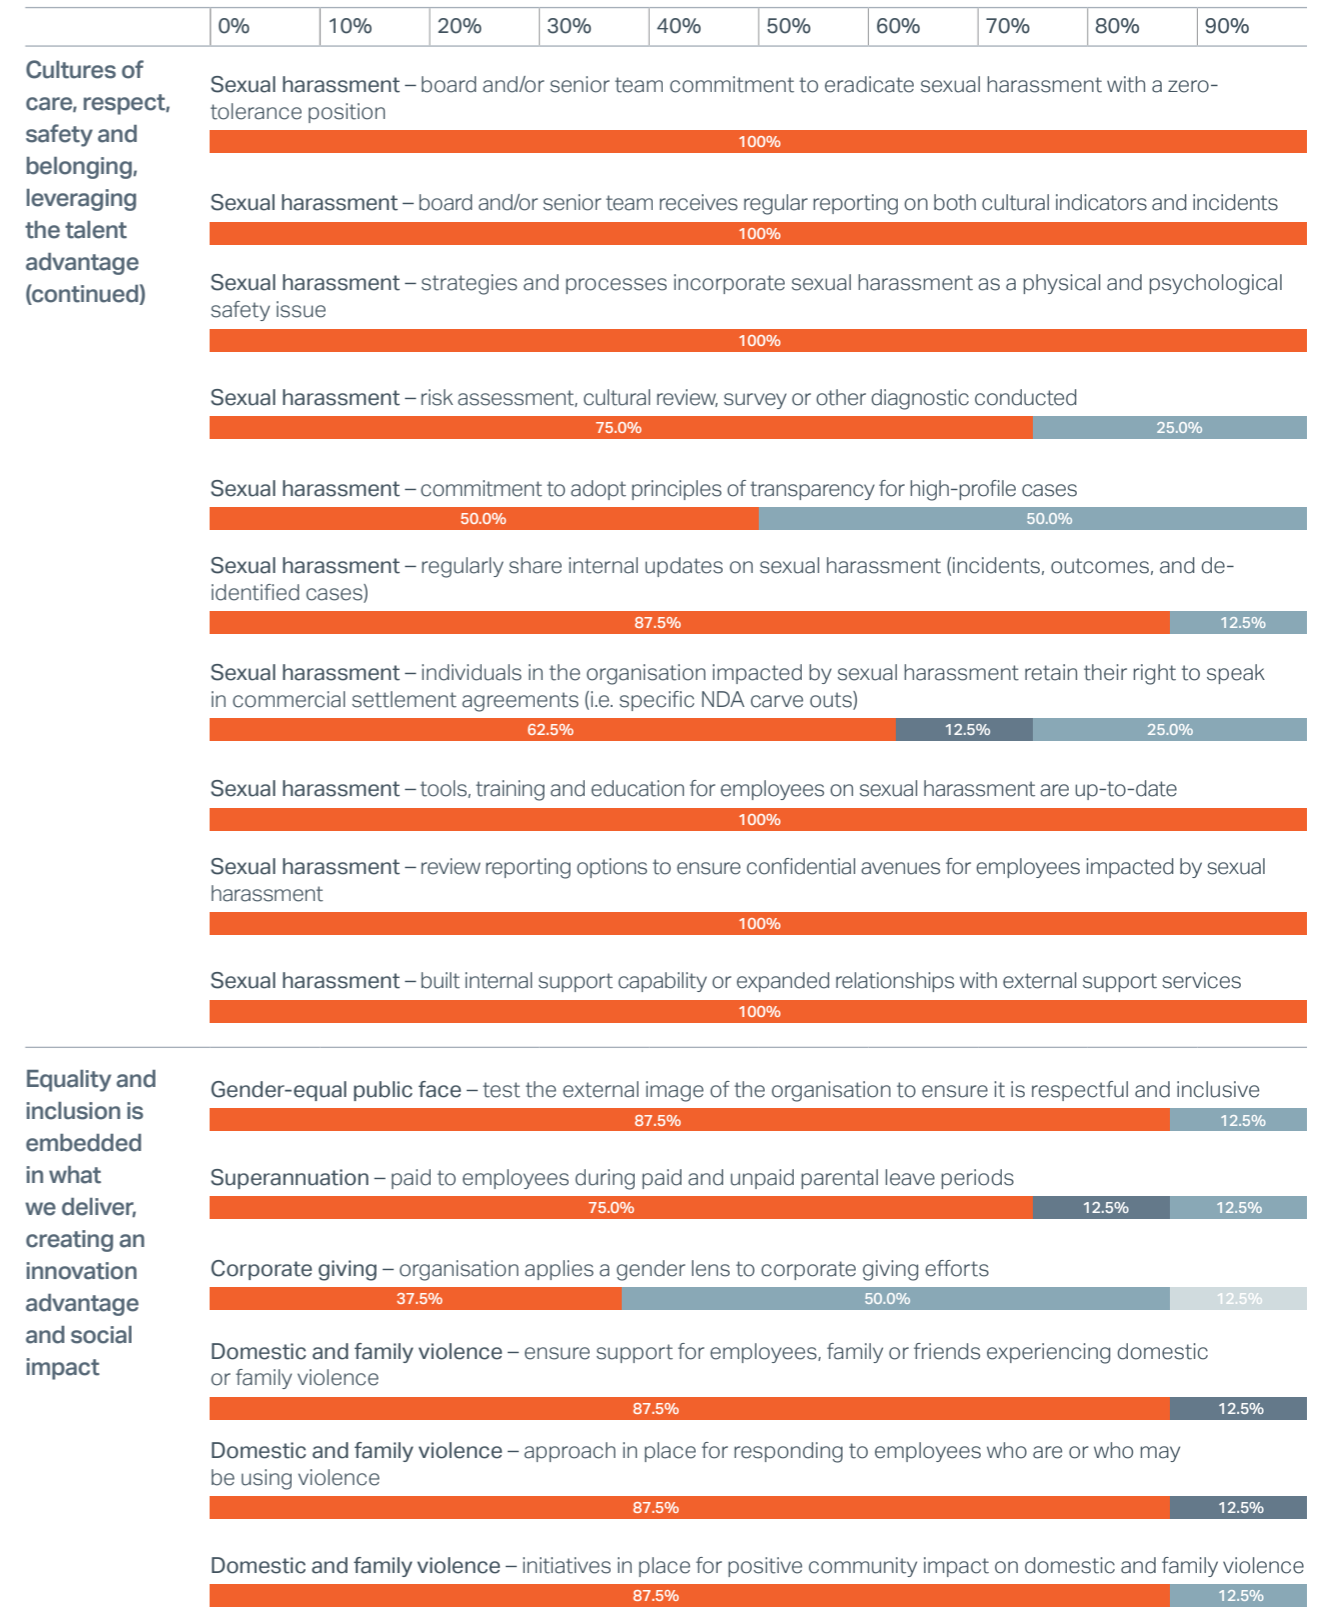 0% 10% 20% 30% 40% 50% 60% 70% 80% 90%
Cultures of
care, respect,
safety and
belonging,
leveraging
the talent
advantage
(continued)
Sexual harassment – board and/or senior team commitment to eradicate sexual harassment with a zero-
tolerance position
100%
Sexual harassment – board and/or senior team receives regular reporting on both cultural indicators and incidents
100%
Sexual harassment – strategies and processes incorporate sexual harassment as a physical and psychological
safety issue
100%
Sexual harassment – risk assessment, cultural review, survey or other diagnostic conducted
75.0% 25.0%
Sexual harassment – commitment to adopt principles of transparency for high-profile cases
50.0% 50.0%
Sexual harassment – regularly share internal updates on sexual harassment (incidents, outcomes, and de-
identified cases)
87.5% 12.5%
Sexual harassment – individuals in the organisation impacted by sexual harassment retain their right to speak
in commercial settlement agreements (i.e. specific NDA carve outs)
62.5% 12.5% 25.0%
Sexual harassment – tools, training and education for employees on sexual harassment are up-to-date
100%
Sexual harassment – review reporting options to ensure confidential avenues for employees impacted by sexual
harassment
100%
Sexual harassment – built internal support capability or expanded relationships with external support services
100%
Equality and
inclusion is
embedded
in what
we deliver,
creating an
innovation
advantage
and social
impact
Gender-equal public face – test the external image of the organisation to ensure it is respectful and inclusive
87.5% 12.5%
Superannuation – paid to employees during paid and unpaid parental leave periods
75.0% 12.5% 12.5%
Corporate giving – organisation applies a gender lens to corporate giving efforts
37.5% 50.0% 12.5%
Domestic and family violence – ensure support for employees, family or friends experiencing domestic
or family violence
87.5% 12.5%
Domestic and family violence – approach in place for responding to employees who are or who may
be using violence
87.5% 12.5%
Domestic and family violence – initiatives in place for positive community impact on domestic and family violence
87.5% 12.5%